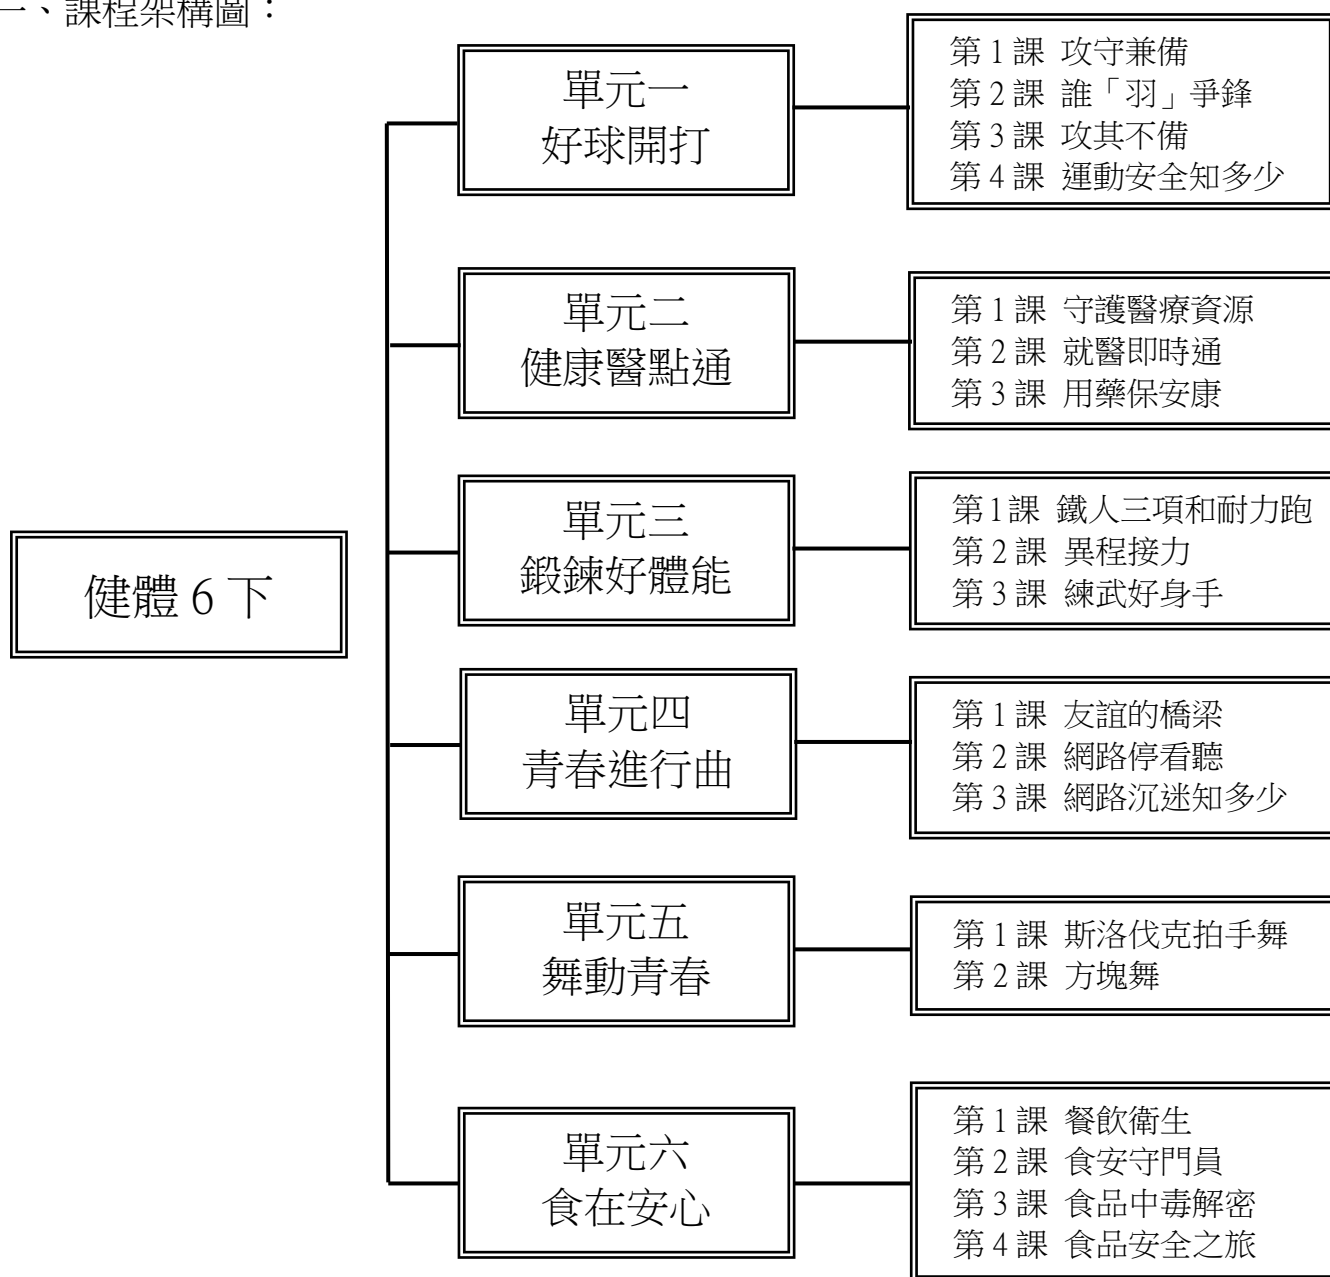 一、課程架構圖：
健體 6 下
單元一
好球開打
第 1 課 攻守兼備
第 2 課 誰「羽」爭鋒
第 3 課 攻其不備
第 4 課 運動安全知多少
單元二
健康醫點通
第 1 課 守護醫療資源
第 2 課 就醫即時通
第 3 課 用藥保安康
單元三
鍛鍊好體能
第 1 課 鐵人三項和耐力跑
第 2 課 異程接力
第 3 課 練武好身手
單元四
青春進行曲
第 1 課 友誼的橋梁
第 2 課 網路停看聽
第 3 課 網路沉迷知多少
單元五
舞動青春
第 1 課 斯洛伐克拍手舞
第 2 課 方塊舞
單元六
食在安心
第 1 課 餐飲衛生
第 2 課 食安守門員
第 3 課 食品中毒解密
第 4 課 食品安全之旅